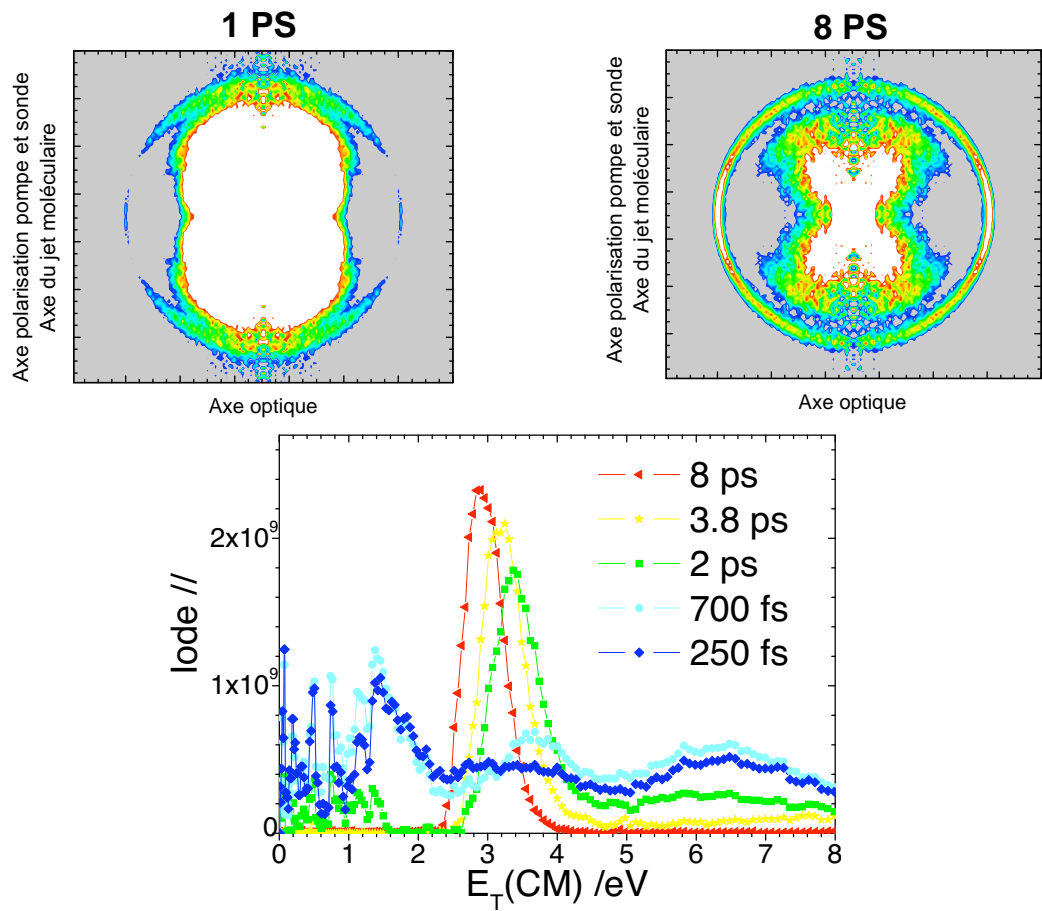 1 PS
8 PS
Axe polarisation pompe et sonde
Axe du jet moléculaire
Axe polarisation pompe et sonde
Axe du jet moléculaire
Axe optique
Axe optique
8 ps
3.8 ps
2 ps
700 fs
250 fs
2x10⁹
1x10⁹
0
Iode //
0 1 2 3 4 5 6 7 8
E_T(CM) /eV